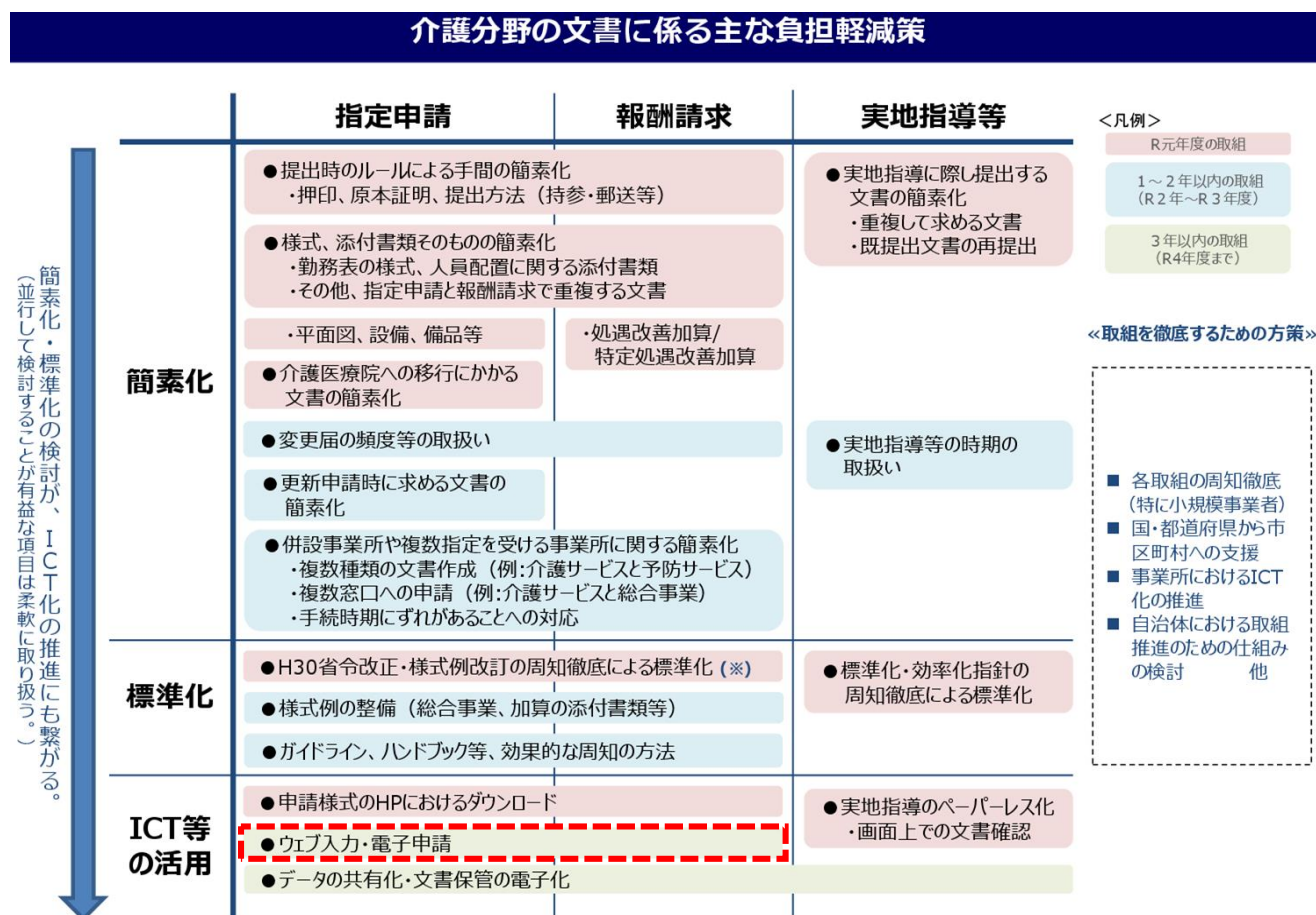 介護分野の文書に係る主な負担軽減策
指定申請
報酬請求
実地指導等
簡素化・標準化の検討が、ICT化の推進にも繋がる。
（並行して検討することが有益な項目は柔軟に取り扱う。）
簡素化
●提出時のルールによる手間の簡素化
・押印、原本証明、提出方法（持参・郵送等）
●様式、添付書類そのものの簡素化
・勤務表の様式、人員配置に関する添付書類
・その他、指定申請と報酬請求で重複する文書
・平面図、設備、備品等
・処遇改善加算/
特定処遇改善加算
●介護医療院への移行にかかる
文書の簡素化
●変更届の頻度等の取扱い
●更新申請時に求める文書の
簡素化
●併設事業所や複数指定を受ける事業所に関する簡素化
・複数種類の文書作成（例：介護サービスと予防サービス）
・複数窓口への申請（例：介護サービスと総合事業）
・手続時期にずれがあることへの対応
●実地指導に際し提出する
文書の簡素化
・重複して求める文書
・既提出文書の再提出
●実地指導等の時期の
取扱い
標準化
●H30省令改正・様式例改訂の周知徹底による標準化（※）
●様式例の整備（総合事業、加算の添付書類等）
●ガイドライン、ハンドブック等、効果的な周知の方法
●標準化・効率化指針の
周知徹底による標準化
ICT等
の活用
●申請様式のHPにおけるダウンロード
●ウェブ入力・電子申請
●データの共有化・文書保管の電子化
●実地指導のペーパーレス化
・画面上での文書確認
＜凡例＞
R元年度の取組
1～2年以内の取組
（R2年～R3年度）
3年以内の取組
（R4年度まで）
≪取組を徹底するための方策≫
■ 各取組の周知徹底
（特に小規模事業者）
■ 国・都道府県から市
区町村への支援
■ 事業所におけるICT
化の推進
■ 自治体における取組
推進のための仕組み
の検討 他